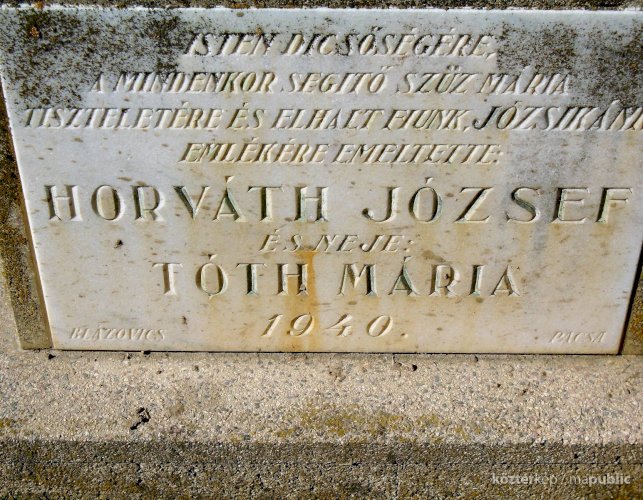 ISTEN DICSŐSÉGÉRE,
A MINDENKOR SEGITŐ SZŰZ MÁRIA
TISZTELETÉRE ÉS ELHALT FIUNK, JÓZSIKÁNK
EMLÉKÉRE EMELTETTE:
HORVÁTH JÓZSEF
ÉS NEJE:
TÓTH MÁRIA
1940.
BLÁZOVICS PACSA
köztérkép / mapublic